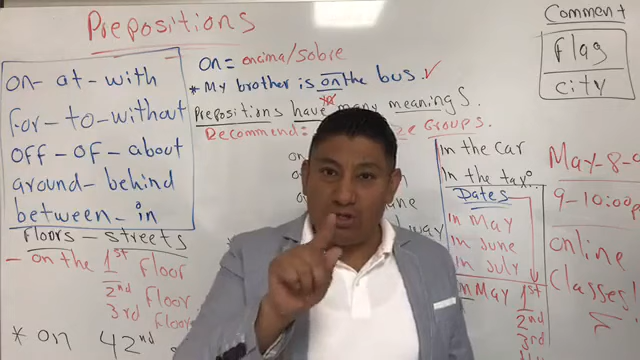 Prepositions
on - at - with
for - to - without
off - of - about
around - behind
between - in
Floors - streets
- on the 1st Floor
2nd Floor
3rd Floor
* on 42nd
on = encima/sobre
* My brother is on the bus. ✓
Prepositions have many meanings.
Recommend: Groups.
in the car
in the taxi
Dates
in May
in June
in July
in May 1st
2nd
3rd
Comment
flag
city
May-8-
9-10:00p
online
Classes!